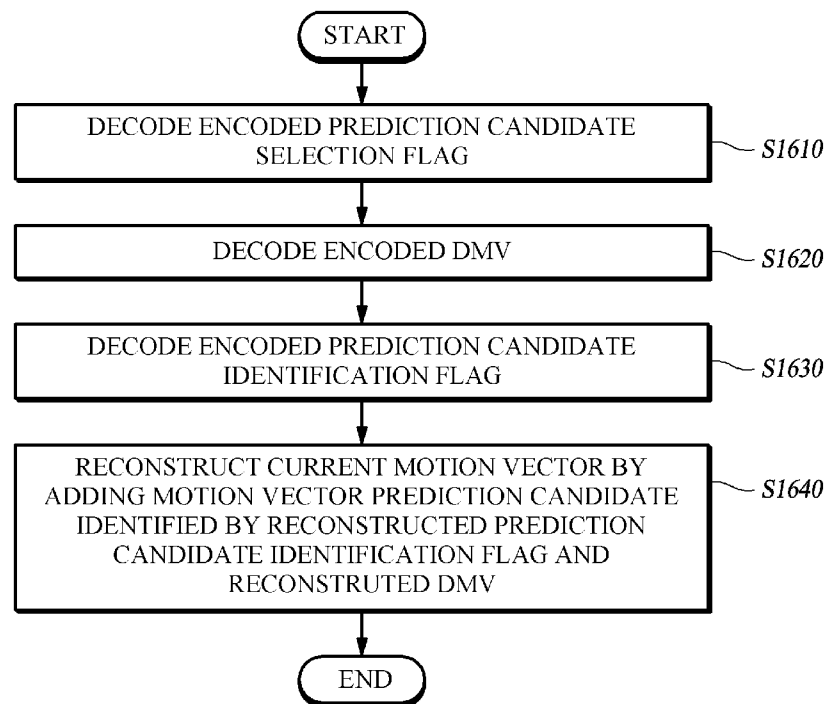 START
DECODE ENCODED PREDICTION CANDIDATE
SELECTION FLAG
S1610
DECODE ENCODED DMV
S1620
DECODE ENCODED PREDICTION CANDIDATE
IDENTIFICATION FLAG
S1630
RECONSTRUCT CURRENT MOTION VECTOR BY
ADDING MOTION VECTOR PREDICTION CANDIDATE
IDENTIFIED BY RECONSTRUCTED PREDICTION
CANDIDATE IDENTIFICATION FLAG AND
RECONSTRUTED DMV
S1640
END